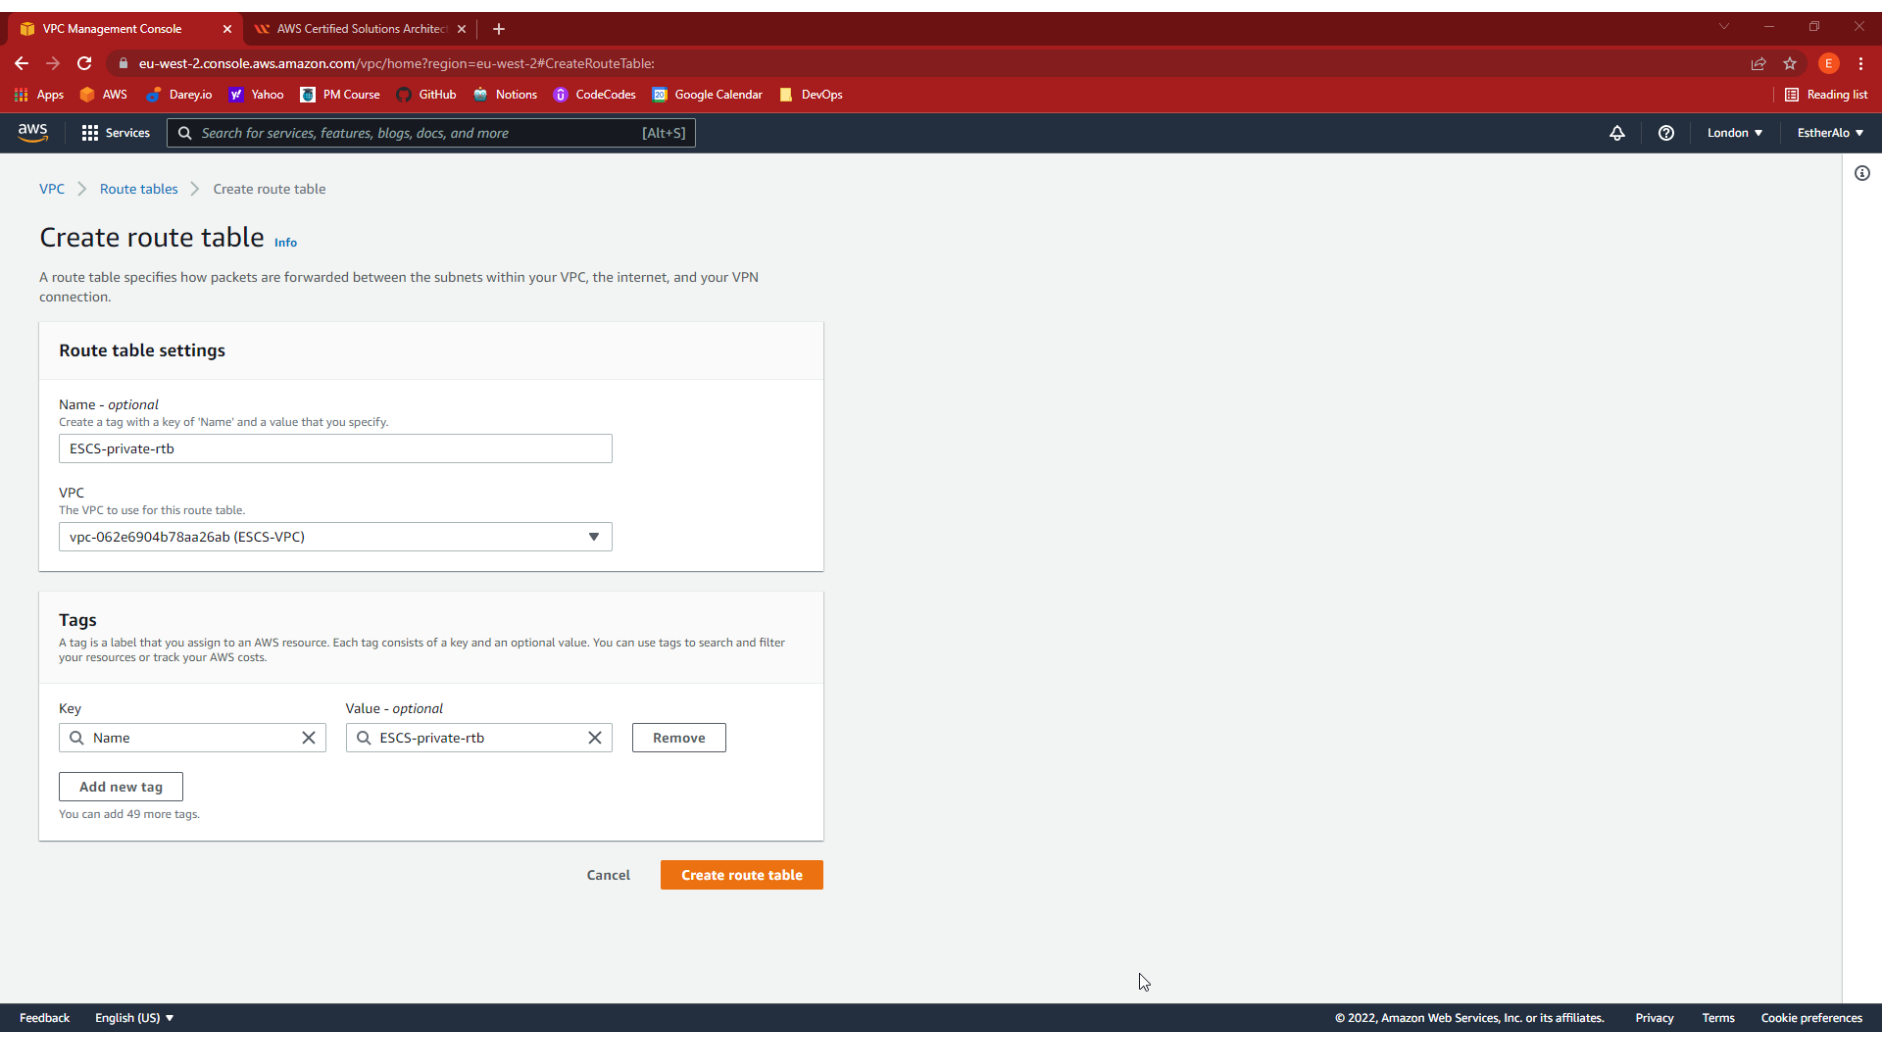 VPC Management Console
AWS Certified Solutions Architec
eu-west-2.console.aws.amazon.com/vpc/home?region=eu-west-2#CreateRouteTable:
E
Apps AWS Darey.io Yahoo PM Course GitHub Notions CodeCodes Google Calendar DevOps Reading list
aws Services Search for services, features, blogs, docs, and more [Alt+S] London EstherAlo
VPC Route tables Create route table
Create route table Info
A route table specifies how packets are forwarded between the subnets within your VPC, the internet, and your VPN
connection.
Route table settings
Name - optional
Create a tag with a key of 'Name' and a value that you specify.
ESCS-private-rtb
VPC
The VPC to use for this route table.
vpc-062e6904b78aa26ab (ESCS-VPC)
Tags
A tag is a label that you assign to an AWS resource. Each tag consists of a key and an optional value. You can use tags to search and filter
your resources or track your AWS costs.
Key Value - optional
Name ESCS-private-rtb Remove
Add new tag
You can add 49 more tags.
Cancel Create route table
Feedback English (US) © 2022, Amazon Web Services, Inc. or its affiliates. Privacy Terms Cookie preferences